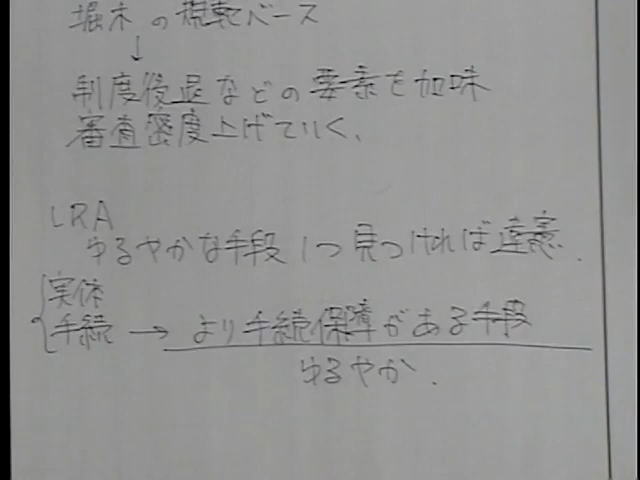 堀木の規範ベース
↓
制度後退などの要素を加味
審査密度上げていく、
LRA
ゆるやかな手段1つ見つければ違憲.
実体
手続 → より手続保障がある手段
ゆるやか.